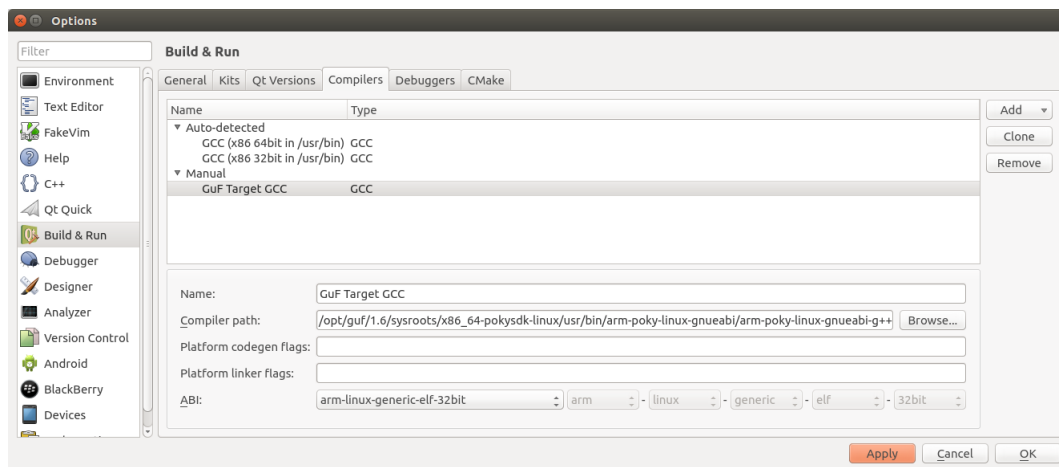 Options
Filter
Build & Run
Environment
Text Editor
FakeVim
Help
C++
Qt Quick
Build & Run
Debugger
Designer
Analyzer
Version Control
Android
BlackBerry
Devices
General Kits Qt Versions Compilers Debuggers CMake
Name Type
Auto-detected
GCC (x86 64bit in /usr/bin) GCC
GCC (x86 32bit in /usr/bin) GCC
Manual
GuF Target GCC GCC
Add
Clone
Remove
Name: GuF Target GCC
Compiler path: /opt/guf/1.6/sysroots/x86_64-pokysdk-linux/usr/bin/arm-poky-linux-gnueabi/arm-poky-linux-gnueabi-g++ Browse...
Platform codegen flags:
Platform linker flags:
ABI: arm-linux-generic-elf-32bit arm - linux - generic - elf - 32bit
Apply Cancel OK